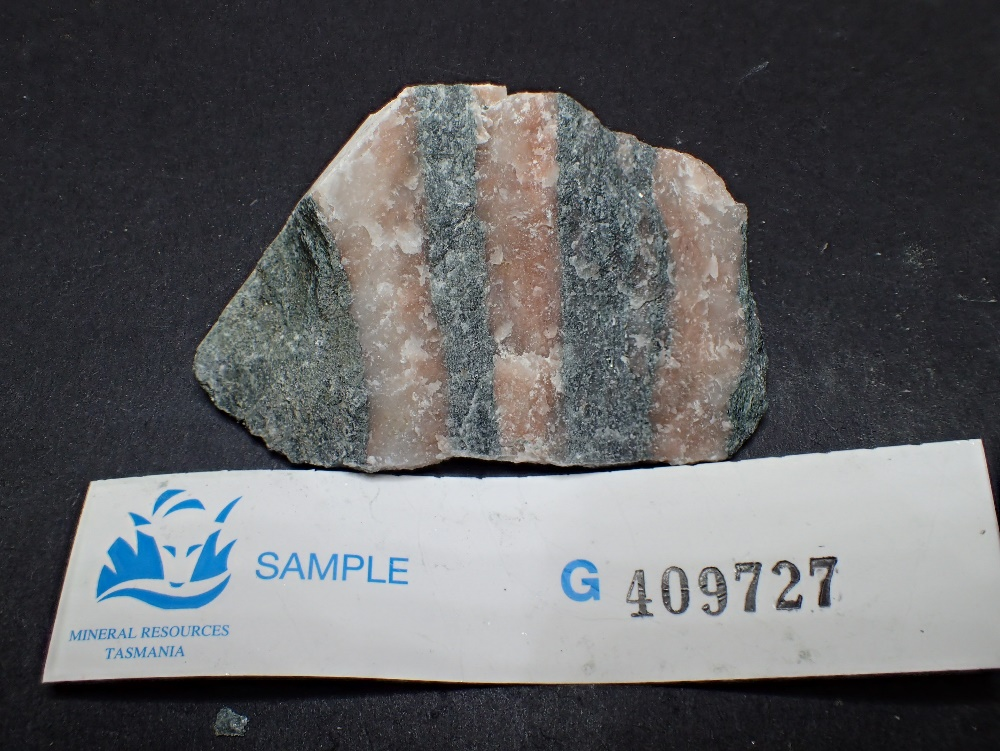 SAMPLE G 409727
MINERAL RESOURCES
TASMANIA